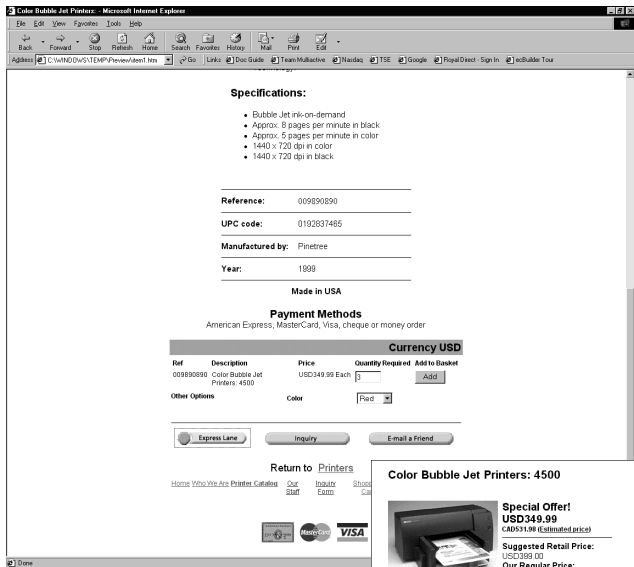 Color Bubble Jet Printers: - Microsoft Internet Explorer
File Edit View Favorites Tools Help
Back Forward Stop Refresh Home Search Favorites History Mail Print Edit
Address C:\WINDOWS\TEMP\Preview\item1.htm Go Links Doc Guide Team Multiactive Nasdaq TSE Google Royal Direct - Sign In ecBuilder Tour
Specifications:
• Bubble Jet ink-on-demand
• Approx. 8 pages per minute in black
• Approx. 5 pages per minute in color
• 1440 x 720 dpi in color
• 1440 x 720 dpi in black
Reference: 009890890
UPC code: 0192837465
Manufactured by: Pinetree
Year: 1999
Made in USA
Payment Methods
American Express, MasterCard, Visa, cheque or money order
Currency USD
Ref Description Price Quantity Required Add to Basket
009890890 Color Bubble Jet USD349.99 Each 3 Add
Printers: 4500
Other Options Color Red
Express Lane Inquiry E-mail a Friend
Return to Printers
Home Who We Are Printer Catalog Our Inquiry
Staff Form
MasterCard VISA
Color Bubble Jet Printers: 4500
Special Offer!
USD349.99
CAD531.98 (Estimated price)
Suggested Retail Price:
USD399.00
Our Regular Price:
Done